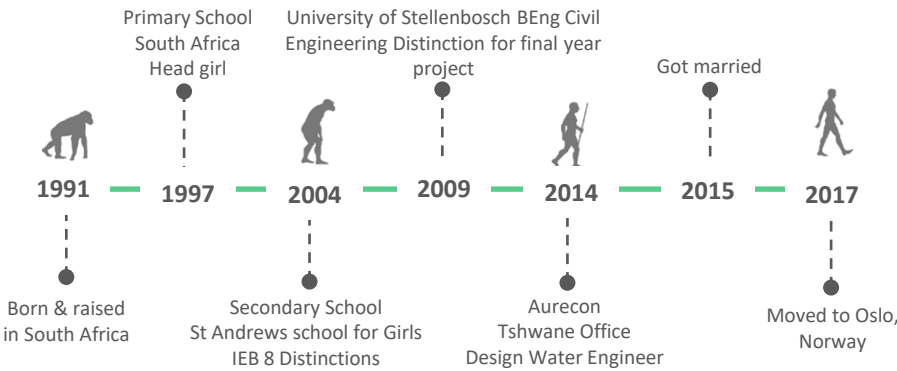 Primary School
South Africa
Head girl
University of Stellenbosch BEng Civil
Engineering Distinction for final year
project
Got married
1991
1997
2004
2009
2014
2015
2017
Born & raised
in South Africa
Secondary School
St Andrews school for Girls
IEB 8 Distinctions
Aurecon
Tshwane Office
Design Water Engineer
Moved to Oslo,
Norway